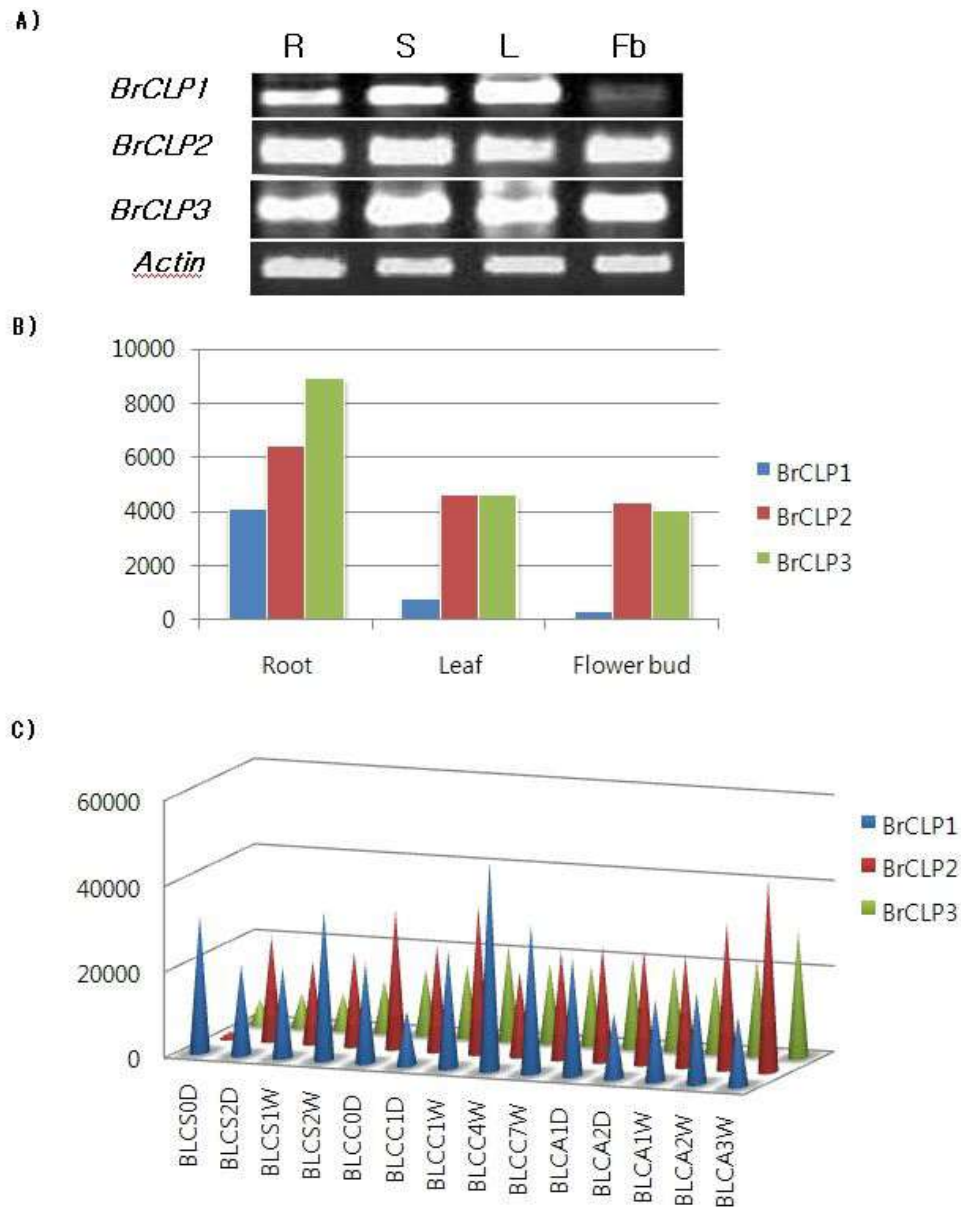 A)
R S L Fb
BrCLP1
BrCLP2
BrCLP3
Actin
B)
10000
8000
6000
4000
2000
0
Root Leaf Flower bud
BrCLP1
BrCLP2
BrCLP3
C)
60000
40000
20000
0
BLCS0D
BLCS2D
BLCS1W
BLCS2W
BLCC0D
BLCC1D
BLCC1W
BLCC4W
BLCC7W
BLCA1D
BLCA2D
BLCA1W
BLCA2W
BLCA3W
BrCLP1
BrCLP2
BrCLP3